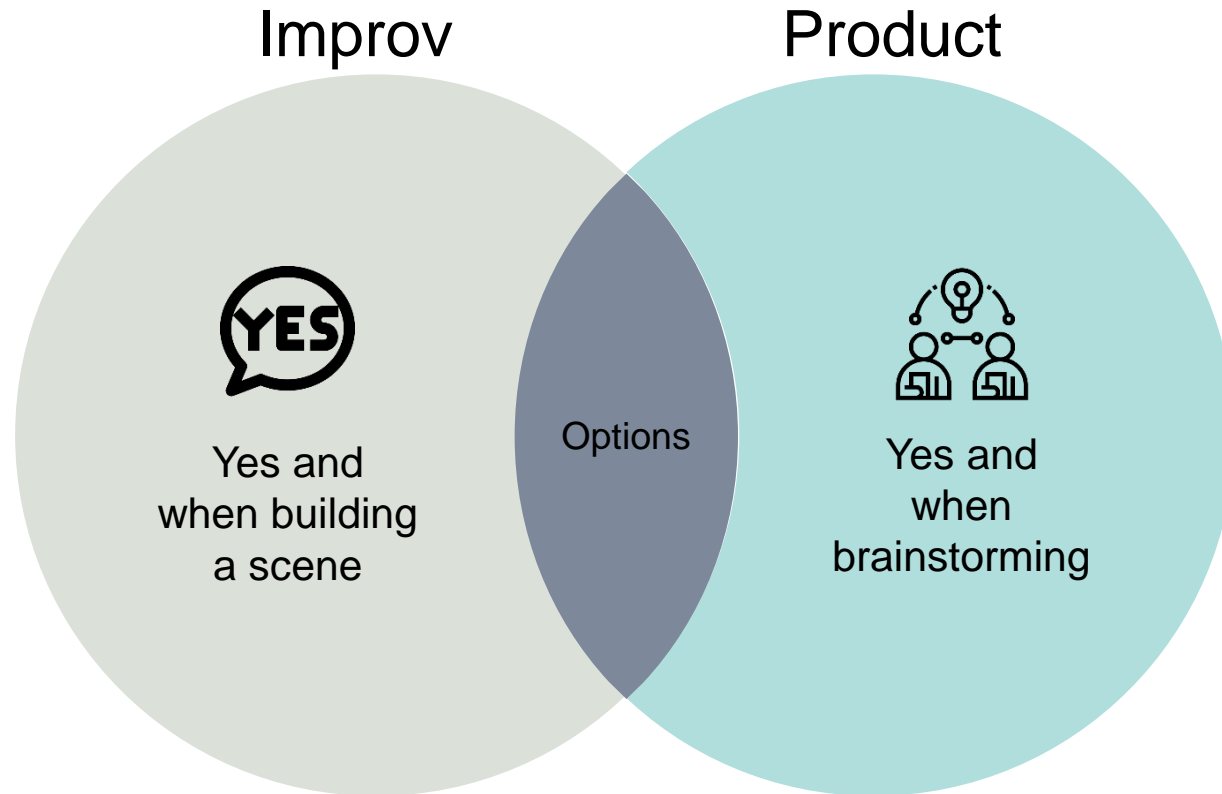 Improv
Product
YES
Yes and
when building
a scene
Options
Yes and
when
brainstorming